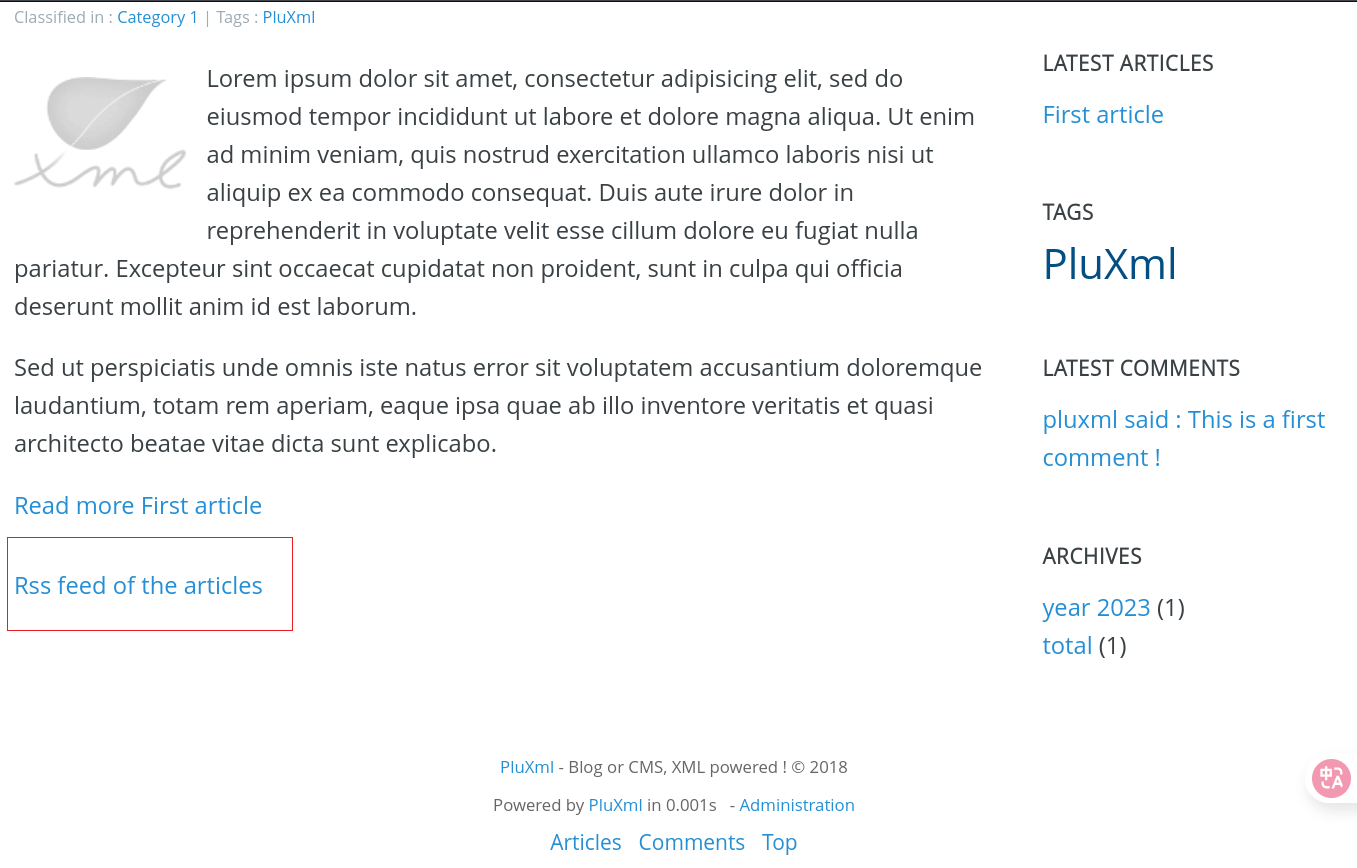 Classified in : Category 1 | Tags : PluXml
xml
Lorem ipsum dolor sit amet, consectetur adipisicing elit, sed do
eiusmod tempor incididunt ut labore et dolore magna aliqua. Ut enim
ad minim veniam, quis nostrud exercitation ullamco laboris nisi ut
aliquip ex ea commodo consequat. Duis aute irure dolor in
reprehenderit in voluptate velit esse cillum dolore eu fugiat nulla
pariatur. Excepteur sint occaecat cupidatat non proident, sunt in culpa qui officia
deserunt mollit anim id est laborum.
Sed ut perspiciatis unde omnis iste natus error sit voluptatem accusantium doloremque
laudantium, totam rem aperiam, eaque ipsa quae ab illo inventore veritatis et quasi
architecto beatae vitae dicta sunt explicabo.
Read more First article
Rss feed of the articles
LATEST ARTICLES
First article
TAGS
PluXml
LATEST COMMENTS
pluxml said : This is a first
comment !
ARCHIVES
year 2023 (1)
total (1)
PluXml - Blog or CMS, XML powered ! © 2018
Powered by PluXml in 0.001s - Administration
Articles Comments Top
中 A